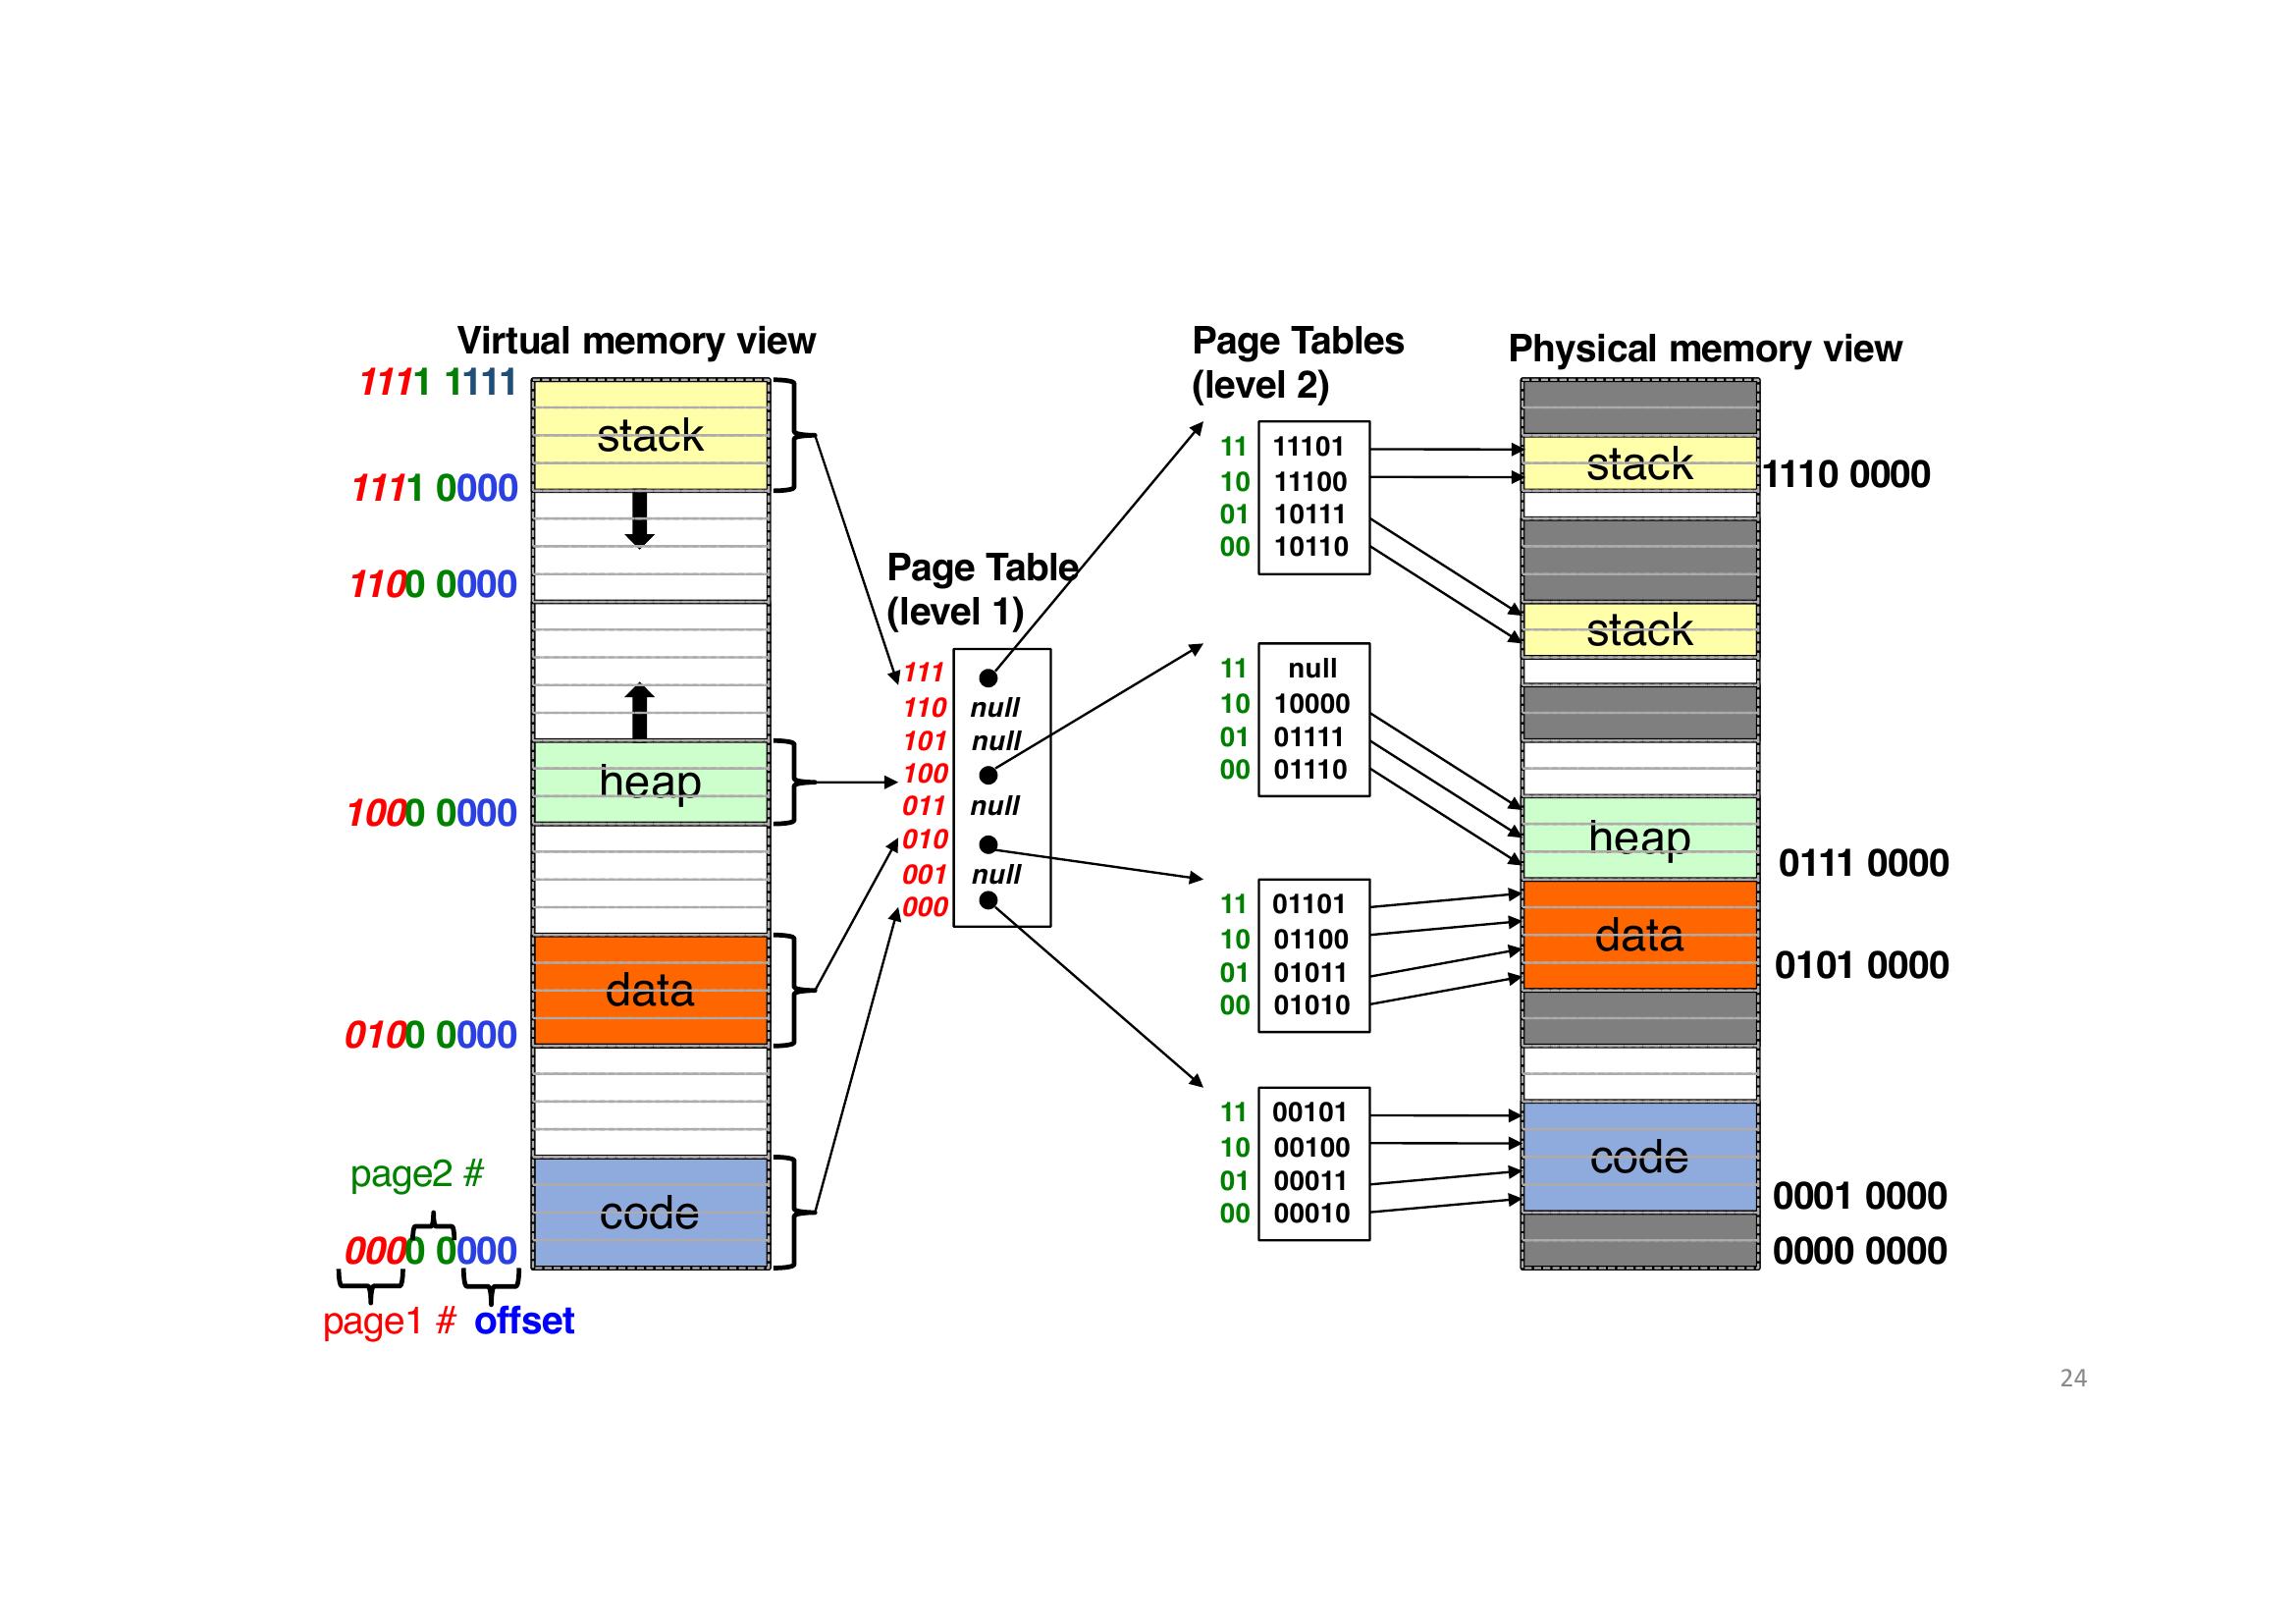 Virtual memory view
1111 1111
stack
1111 0000
1100 0000
heap
1000 0000
data
0100 0000
page2 #
code
0000 0000
page1 # offset
Page Table
(level 1)
111
110 null
101 null
100
011 null
010
001 null
000
Page Tables
(level 2)
11 11101
10 11100
01 10111
00 10110
11 null
10 10000
01 01111
00 01110
11 01101
10 01100
01 01011
00 01010
11 00101
10 00100
01 00011
00 00010
Physical memory view
stack 1110 0000
stack
heap
0111 0000
data
0101 0000
code
0001 0000
0000 0000
24